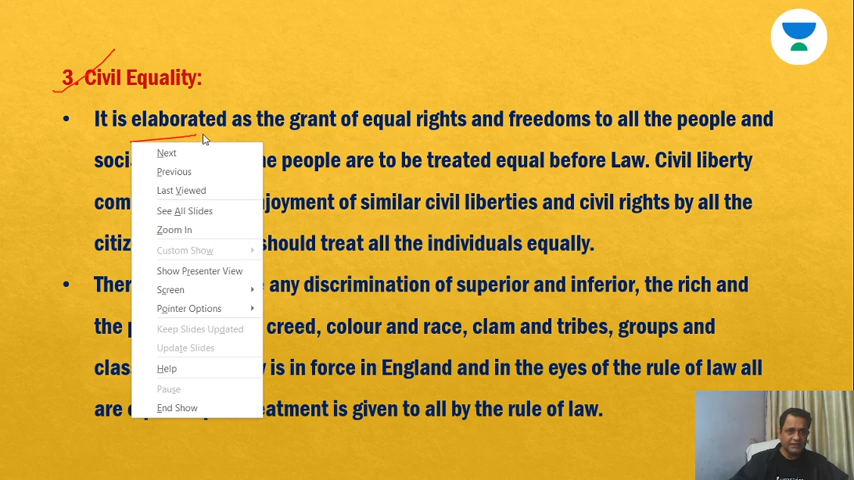 3. Civil Equality:
• It is elaborated as the grant of equal rights and freedoms to all the people and
soci e people are to be treated equal before Law. Civil liberty
com joyment of similar civil liberties and civil rights by all the
citiz should treat all the individuals equally.
• Ther any discrimination of superior and inferior, the rich and
the p creed, colour and race, clam and tribes, groups and
clas y is in force in England and in the eyes of the rule of law all
are eatment is given to all by the rule of law.
Next
Previous
Last Viewed
See All Slides
Zoom In
Custom Show
Show Presenter View
Screen
Pointer Options
Keep Slides Updated
Update Slides
Help
Pause
End Show